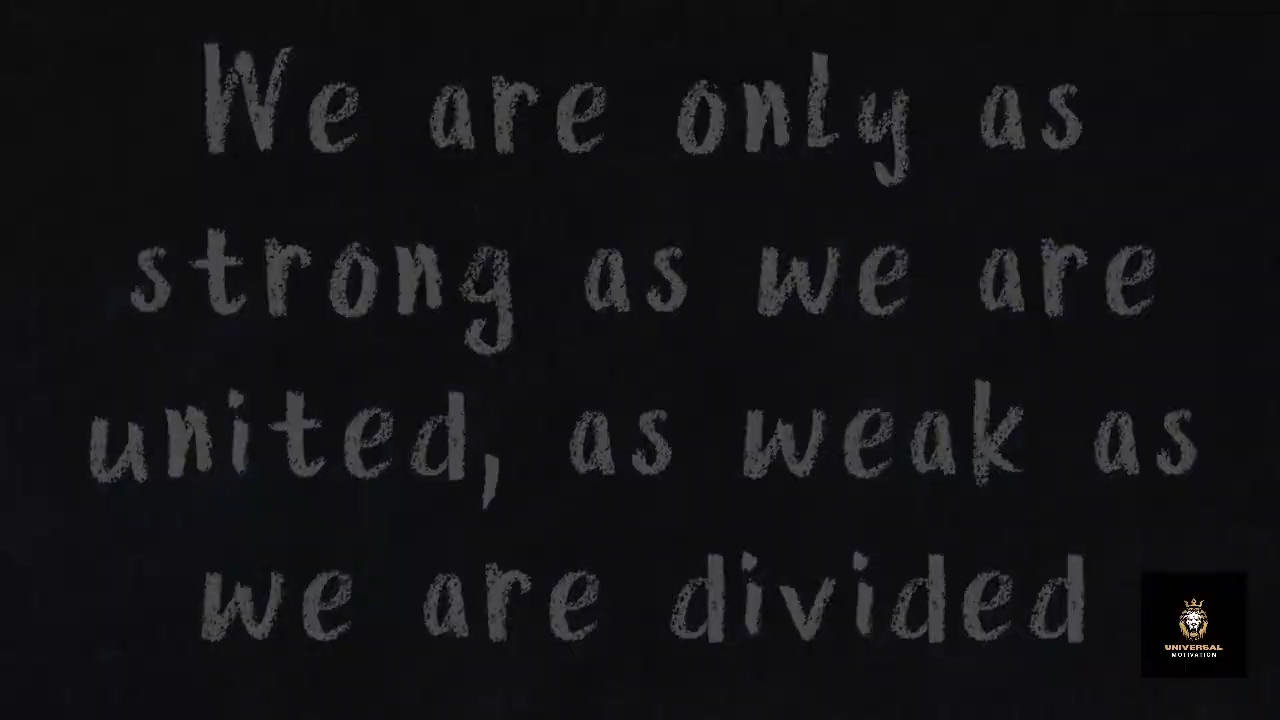 We are only as
strong as we are
united, as weak as
we are divided
UNIVERSAL
MOTIVATION